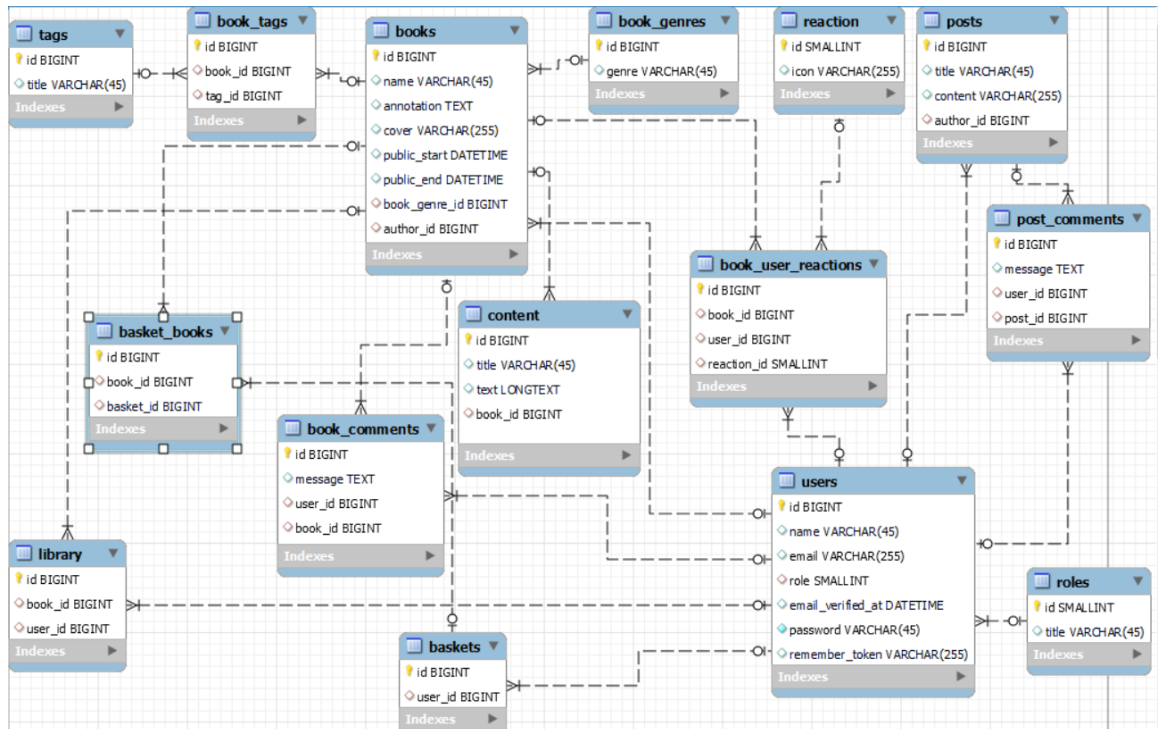 tags
id BIGINT
title VARCHAR(45)
Indexes
book_tags
id BIGINT
book_id BIGINT
tag_id BIGINT
Indexes
books
id BIGINT
name VARCHAR(45)
annotation TEXT
cover VARCHAR(255)
public_start DATETIME
public_end DATETIME
book_genre_id BIGINT
author_id BIGINT
Indexes
book_genres
id BIGINT
genre VARCHAR(45)
Indexes
reaction
id SMALLINT
icon VARCHAR(255)
Indexes
posts
id BIGINT
title VARCHAR(45)
content VARCHAR(255)
author_id BIGINT
Indexes
post_comments
id BIGINT
message TEXT
user_id BIGINT
post_id BIGINT
Indexes
book_user_reactions
id BIGINT
book_id BIGINT
user_id BIGINT
reaction_id SMALLINT
Indexes
basket_books
id BIGINT
book_id BIGINT
basket_id BIGINT
Indexes
content
id BIGINT
title VARCHAR(45)
text LONGTEXT
book_id BIGINT
Indexes
book_comments
id BIGINT
message TEXT
user_id BIGINT
book_id BIGINT
Indexes
users
id BIGINT
name VARCHAR(45)
email VARCHAR(255)
role SMALLINT
email_verified_at DATETIME
password VARCHAR(45)
remember_token VARCHAR(255)
Indexes
library
id BIGINT
book_id BIGINT
user_id BIGINT
Indexes
roles
id SMALLINT
title VARCHAR(45)
Indexes
baskets
id BIGINT
user_id BIGINT
Indexes